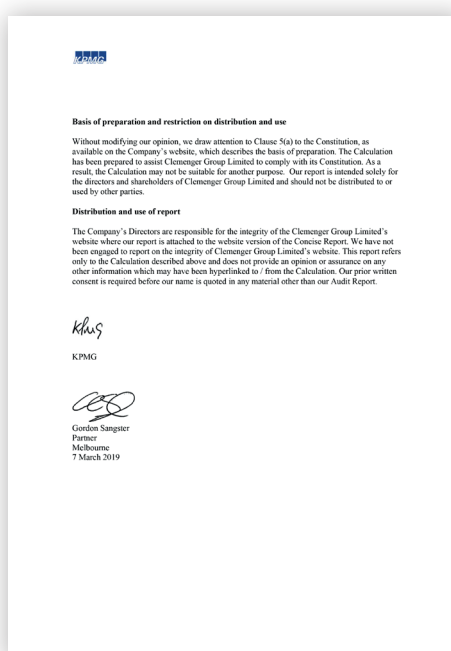 KPMG
Basis of preparation and restriction on distribution and use
Without modifying our opinion, we draw attention to Clause 5(a) to the Constitution, as
available on the Company's website, which describes the basis of preparation. The Calculation
has been prepared to assist Clemenger Group Limited to comply with its Constitution. As a
result, the Calculation may not be suitable for another purpose. Our report is intended solely for
the directors and shareholders of Clemenger Group Limited and should not be distributed to or
used by other parties.
Distribution and use of report
The Company's Directors are responsible for the integrity of the Clemenger Group Limited's
website where our report is attached to the website version of the Concise Report. We have not
been engaged to report on the integrity of Clemenger Group Limited's website. This report refers
only to the Calculation described above and does not provide an opinion or assurance on any
other information which may have been hyperlinked to / from the Calculation. Our prior written
consent is required before our name is quoted in any material other than our Audit Report.
KPMG
KPMG
Gordon Sangster
Partner
Melbourne
7 March 2019